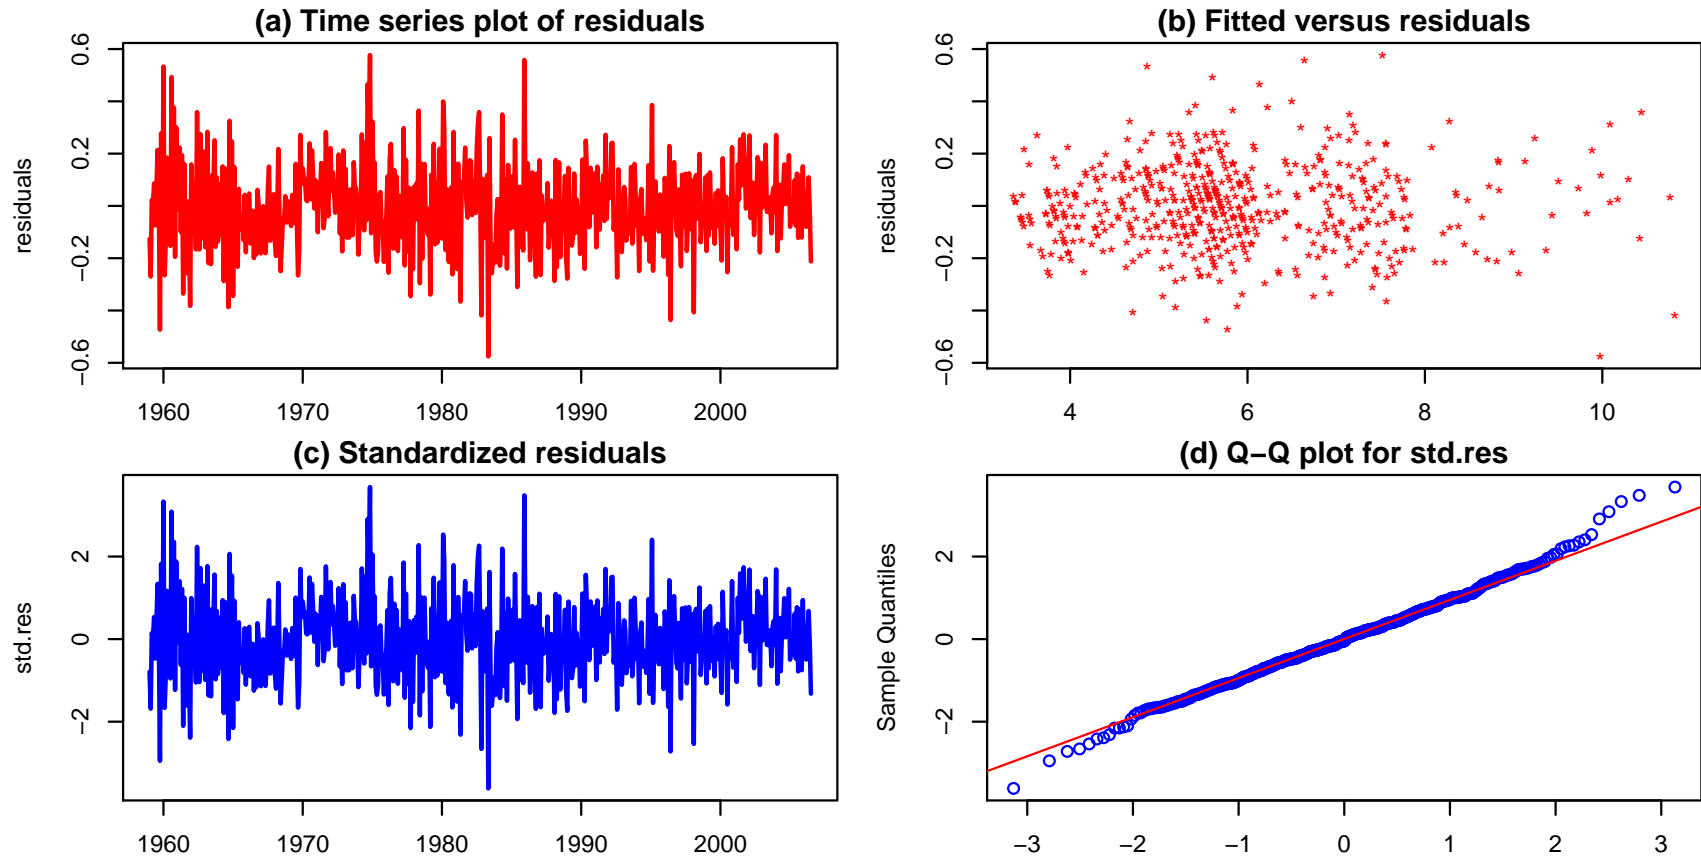 (a) Time series plot of residuals
residuals
0.6
0.2
−0.2
−0.6
1960 1970 1980 1990 2000
(b) Fitted versus residuals
residuals
0.6
0.2
−0.2
−0.6
4 6 8 10
(c) Standardized residuals
std.res
2
0
−2
1960 1970 1980 1990 2000
(d) Q−Q plot for std.res
Sample Quantiles
2
0
−2
−3 −2 −1 0 1 2 3